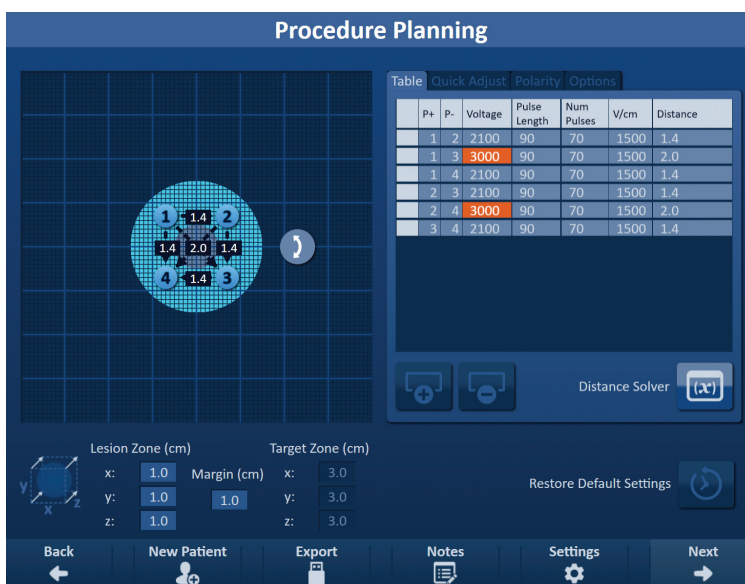 Procedure Planning
Table Quick Adjust Polarity Options
P+ P- Voltage Pulse Length Num Pulses V/cm Distance
1 2 2100 90 70 1500 1.4
1 3 3000 90 70 1500 2.0
1 4 2100 90 70 1500 1.4
2 3 2100 90 70 1500 1.4
2 4 3000 90 70 1500 2.0
3 4 2100 90 70 1500 1.4
1 1.4 2
1.4 2.0 1.4
4 1.4 3
Distance Solver (x)
Lesion Zone (cm) Target Zone (cm)
x: 1.0 Margin (cm) x: 3.0
y: 1.0 1.0 y: 3.0
z: 1.0 z: 3.0
y x z
Restore Default Settings
Back New Patient Export Notes Settings Next